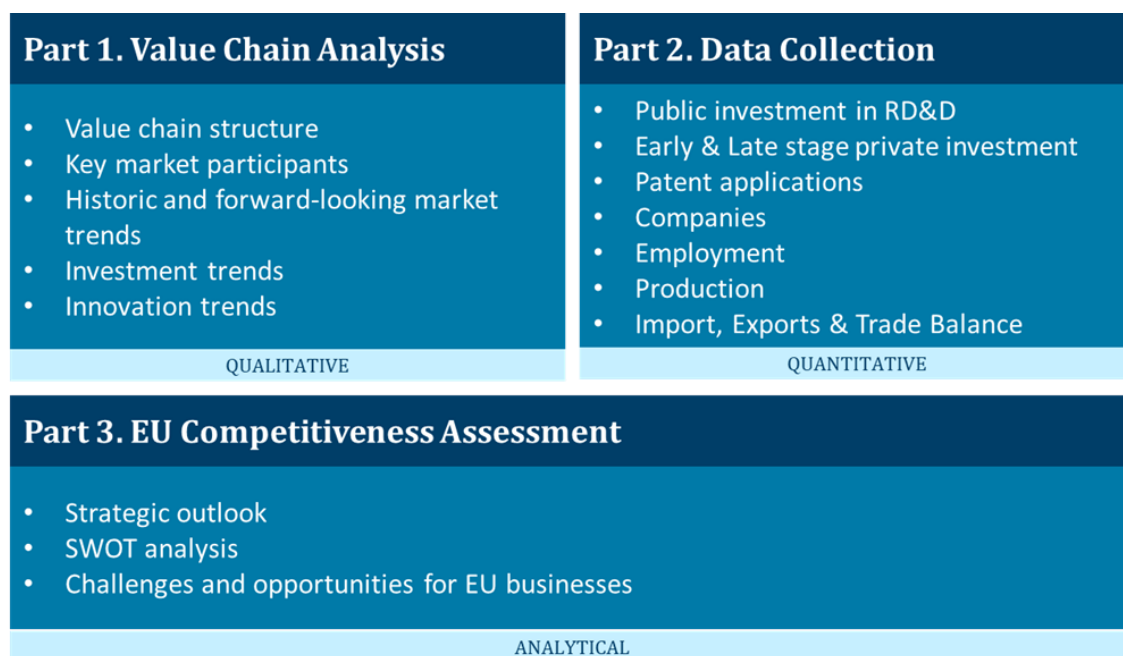 Part 1. Value Chain Analysis
• Value chain structure
• Key market participants
• Historic and forward-looking market
trends
• Investment trends
• Innovation trends
QUALITATIVE
Part 2. Data Collection
• Public investment in RD&D
• Early & Late stage private investment
• Patent applications
• Companies
• Employment
• Production
• Import, Exports & Trade Balance
QUANTITATIVE
Part 3. EU Competitiveness Assessment
• Strategic outlook
• SWOT analysis
• Challenges and opportunities for EU businesses
ANALYTICAL